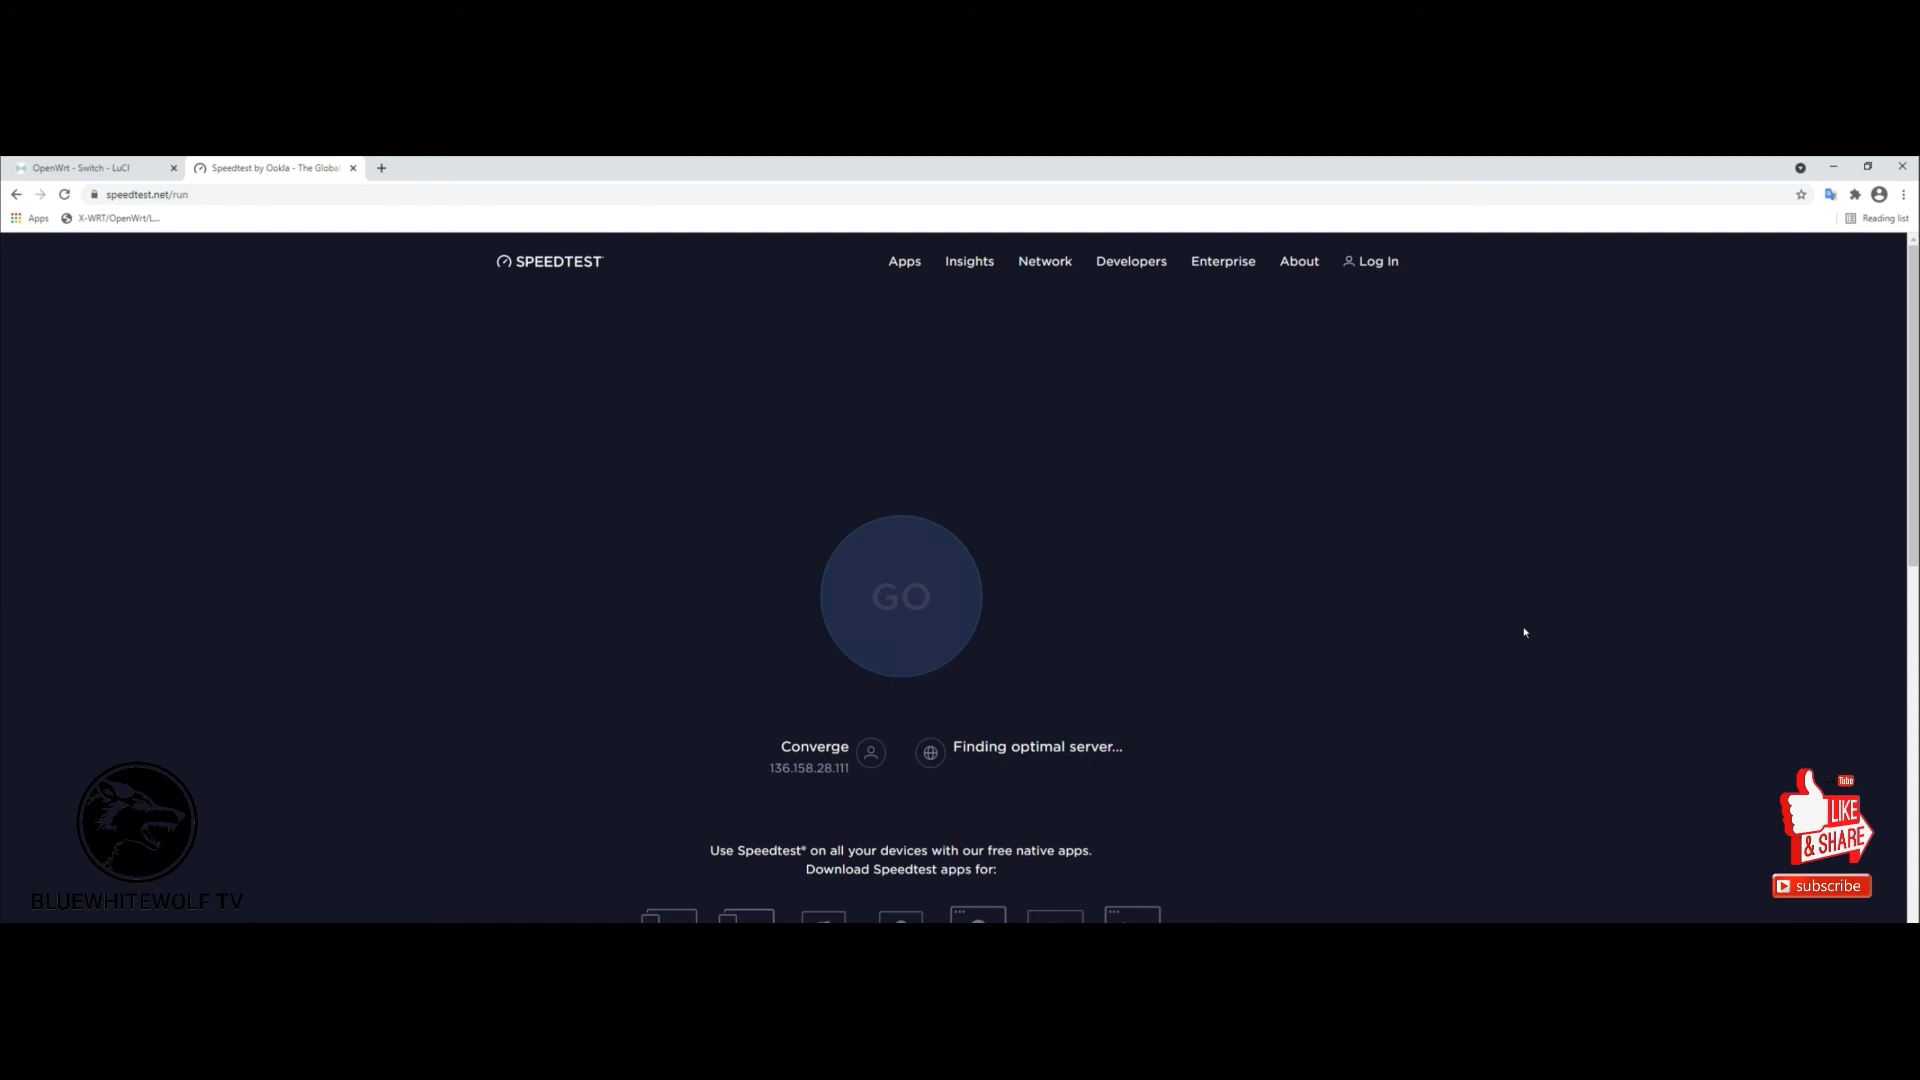 OpenWrt - Switch - LuCI
Speedtest by Ookla - The Global
speedtest.net/run
Apps
X-WRT/OpenWrt/L...
Reading list
SPEEDTEST
Apps
Insights
Network
Developers
Enterprise
About
Log In
GO
Converge
136.158.28.111
Finding optimal server...
Use Speedtest® on all your devices with our free native apps.
Download Speedtest apps for:
BLUEWHITEWOLF TV
Tube
LIKE
& SHARE
subscribe